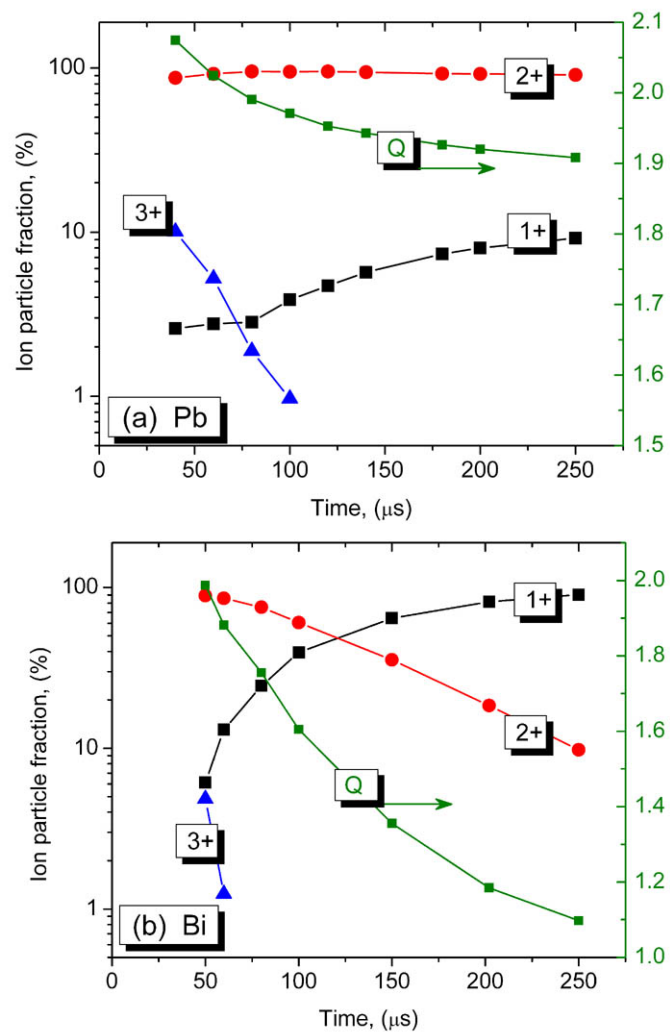 2.1
100
2+
2.0
Q
1.9
3+
10
1+
1.8
1.7
1.6
1
(a) Pb
1.5
0 50 100 150 200 250
Ion particle fraction, (%)
Time, (μs)
100
1+
2.0
1.8
2+
10
1.6
Q
1.4
3+
1.2
1
(b) Bi
1.0
0 50 100 150 200 250
Ion particle fraction, (%)
Time, (μs)